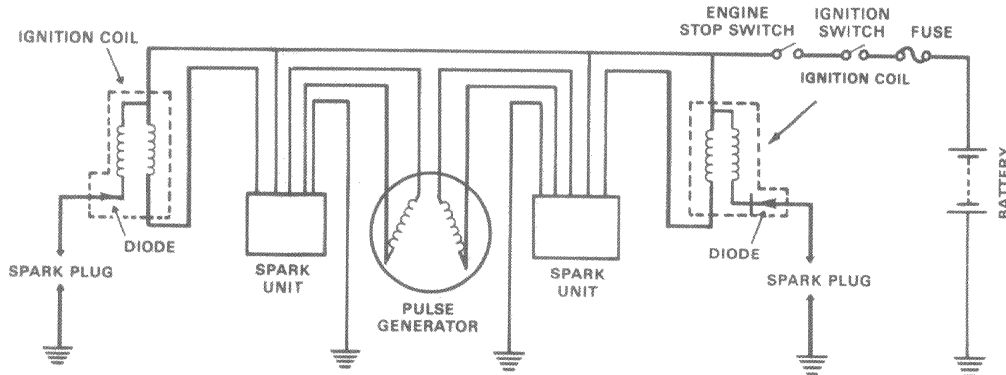 ENGINE
STOP SWITCH
IGNITION
SWITCH
FUSE
IGNITION COIL
IGNITION COIL
BATTERY
DIODE
DIODE
SPARK PLUG
SPARK
UNIT
PULSE
GENERATOR
SPARK
UNIT
SPARK PLUG